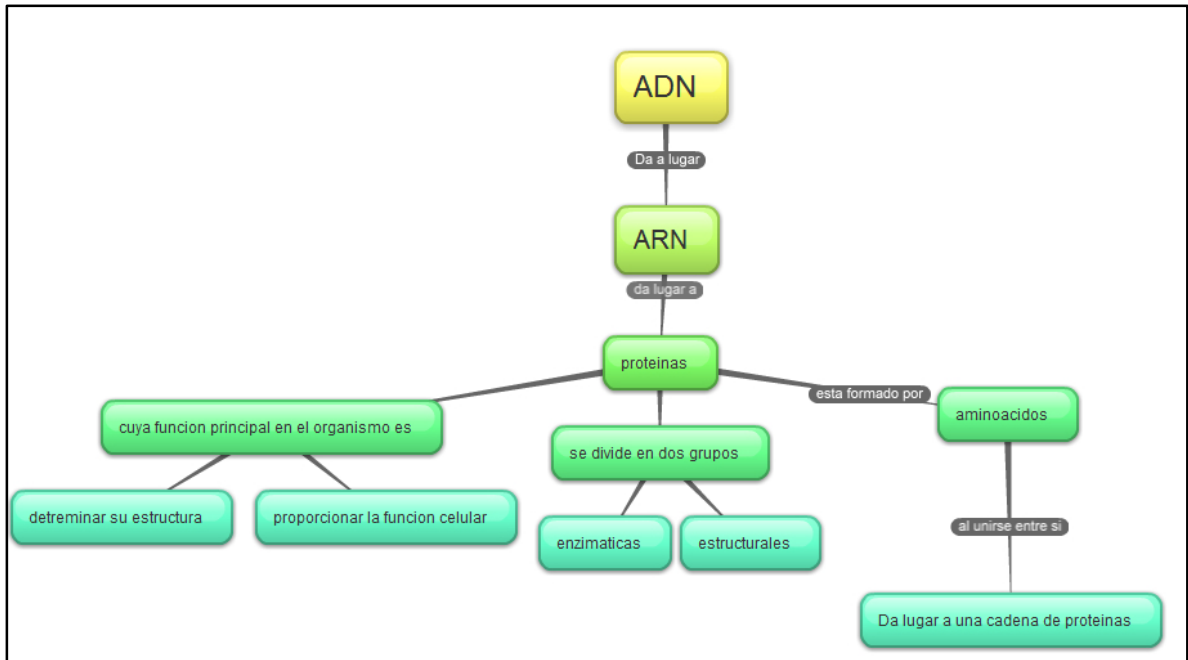 ADN
Da a lugar
ARN
da lugar a
proteinas
esta formado por
aminoacidos
cuya funcion principal en el organismo es
se divide en dos grupos
detreminar su estructura
proporcionar la funcion celular
enzimaticas
estructurales
al unirse entre si
Da lugar a una cadena de proteinas